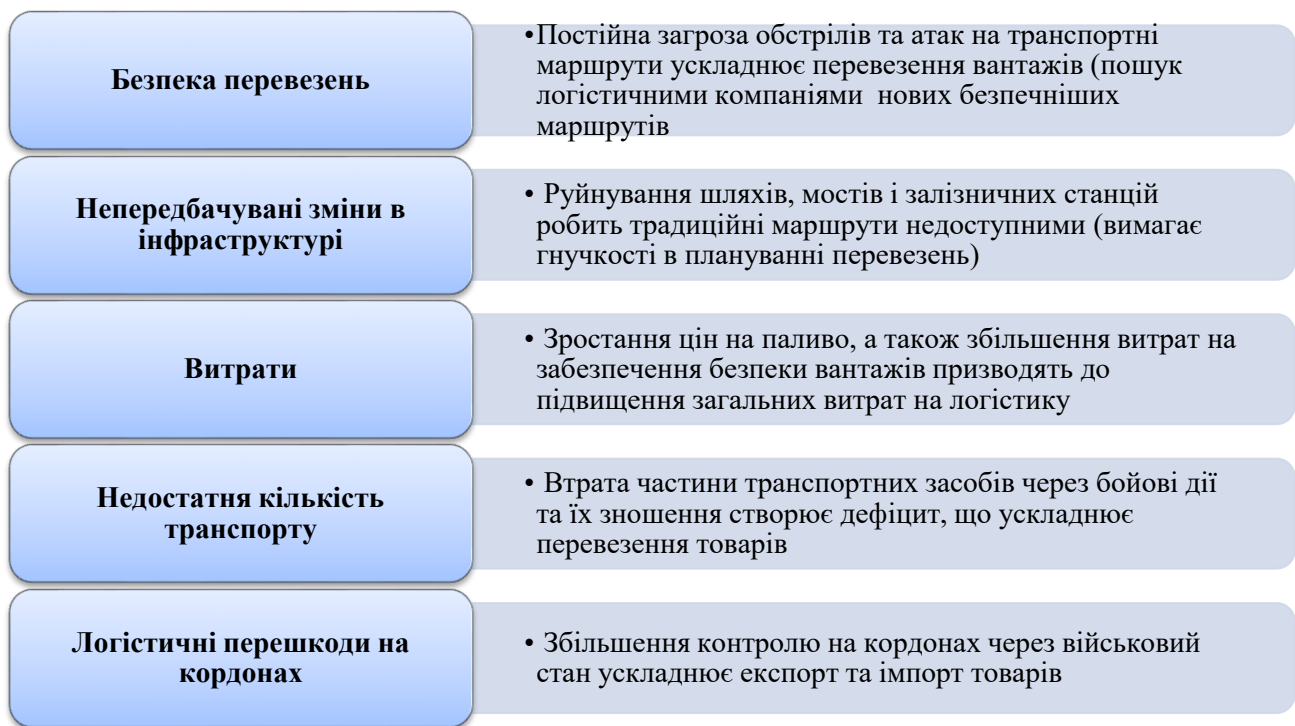 Безпека перевезень
•Постійна загроза обстрілів та атак на транспортні
маршрути ускладнює перевезення вантажів (пошук
логістичними компаніями нових безпечніших
маршрутів
Непередбачувані зміни в
інфраструктурі
• Руйнування шляхів, мостів і залізничних станцій
робить традиційні маршрути недоступними (вимагає
гнучкості в плануванні перевезень)
Витрати
• Зростання цін на паливо, а також збільшення витрат на
забезпечення безпеки вантажів призводять до
підвищення загальних витрат на логістику
Недостатня кількість
транспорту
• Втрата частини транспортних засобів через бойові дії
та їх зношення створює дефіцит, що ускладнює
перевезення товарів
Логістичні перешкоди на
кордонах
• Збільшення контролю на кордонах через військовий
стан ускладнює експорт та імпорт товарів